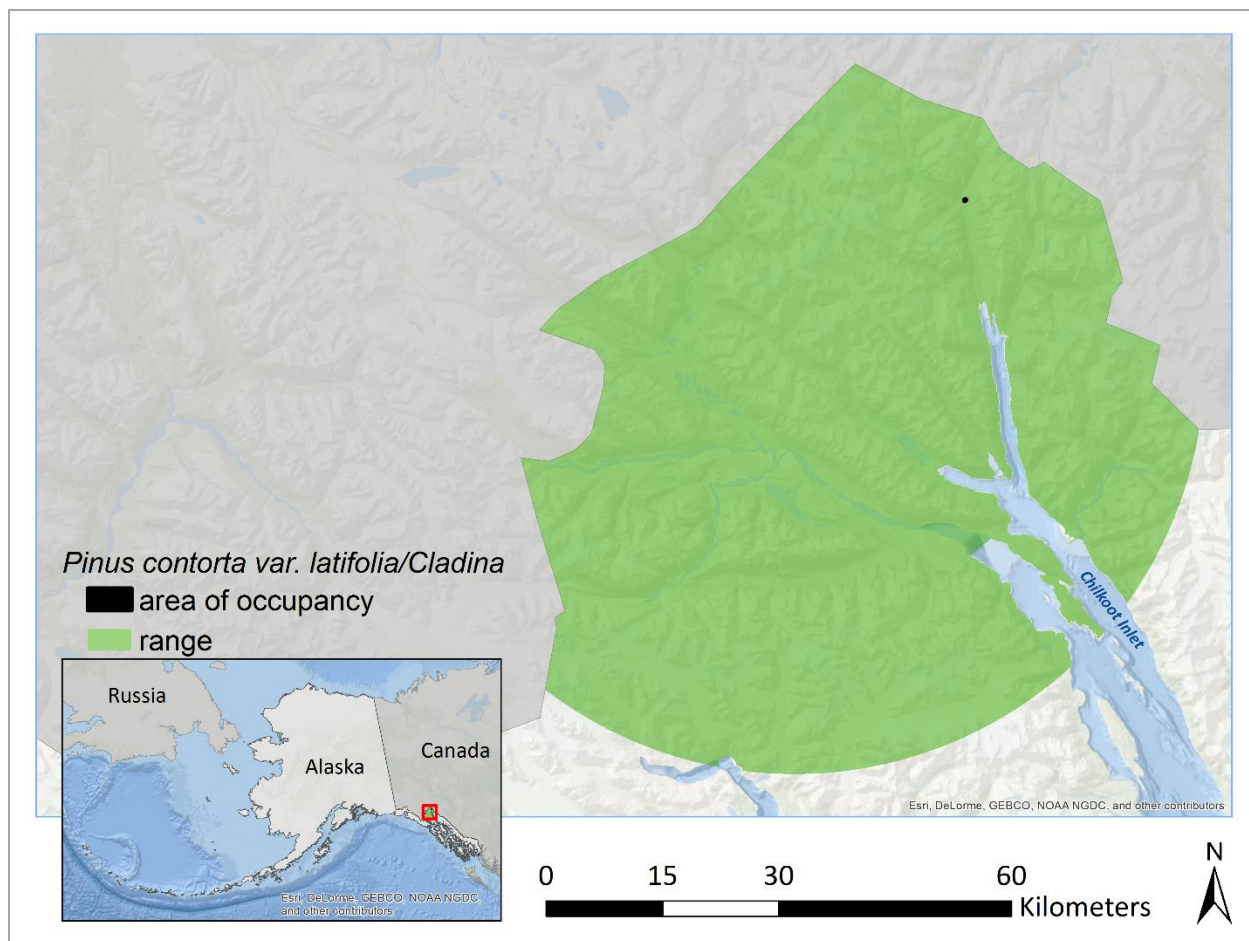 Chilkoot Inlet
Pinus contorta var. latifolia/Cladina
area of occupancy
range
Esri, DeLorme, GEBCO, NOAA NGDC, and other contributors
Russia
Alaska
Canada
Esri, DeLorme, GEBCO, NOAA NGDC,
and other contributors
0 15 30 60
Kilometers
N